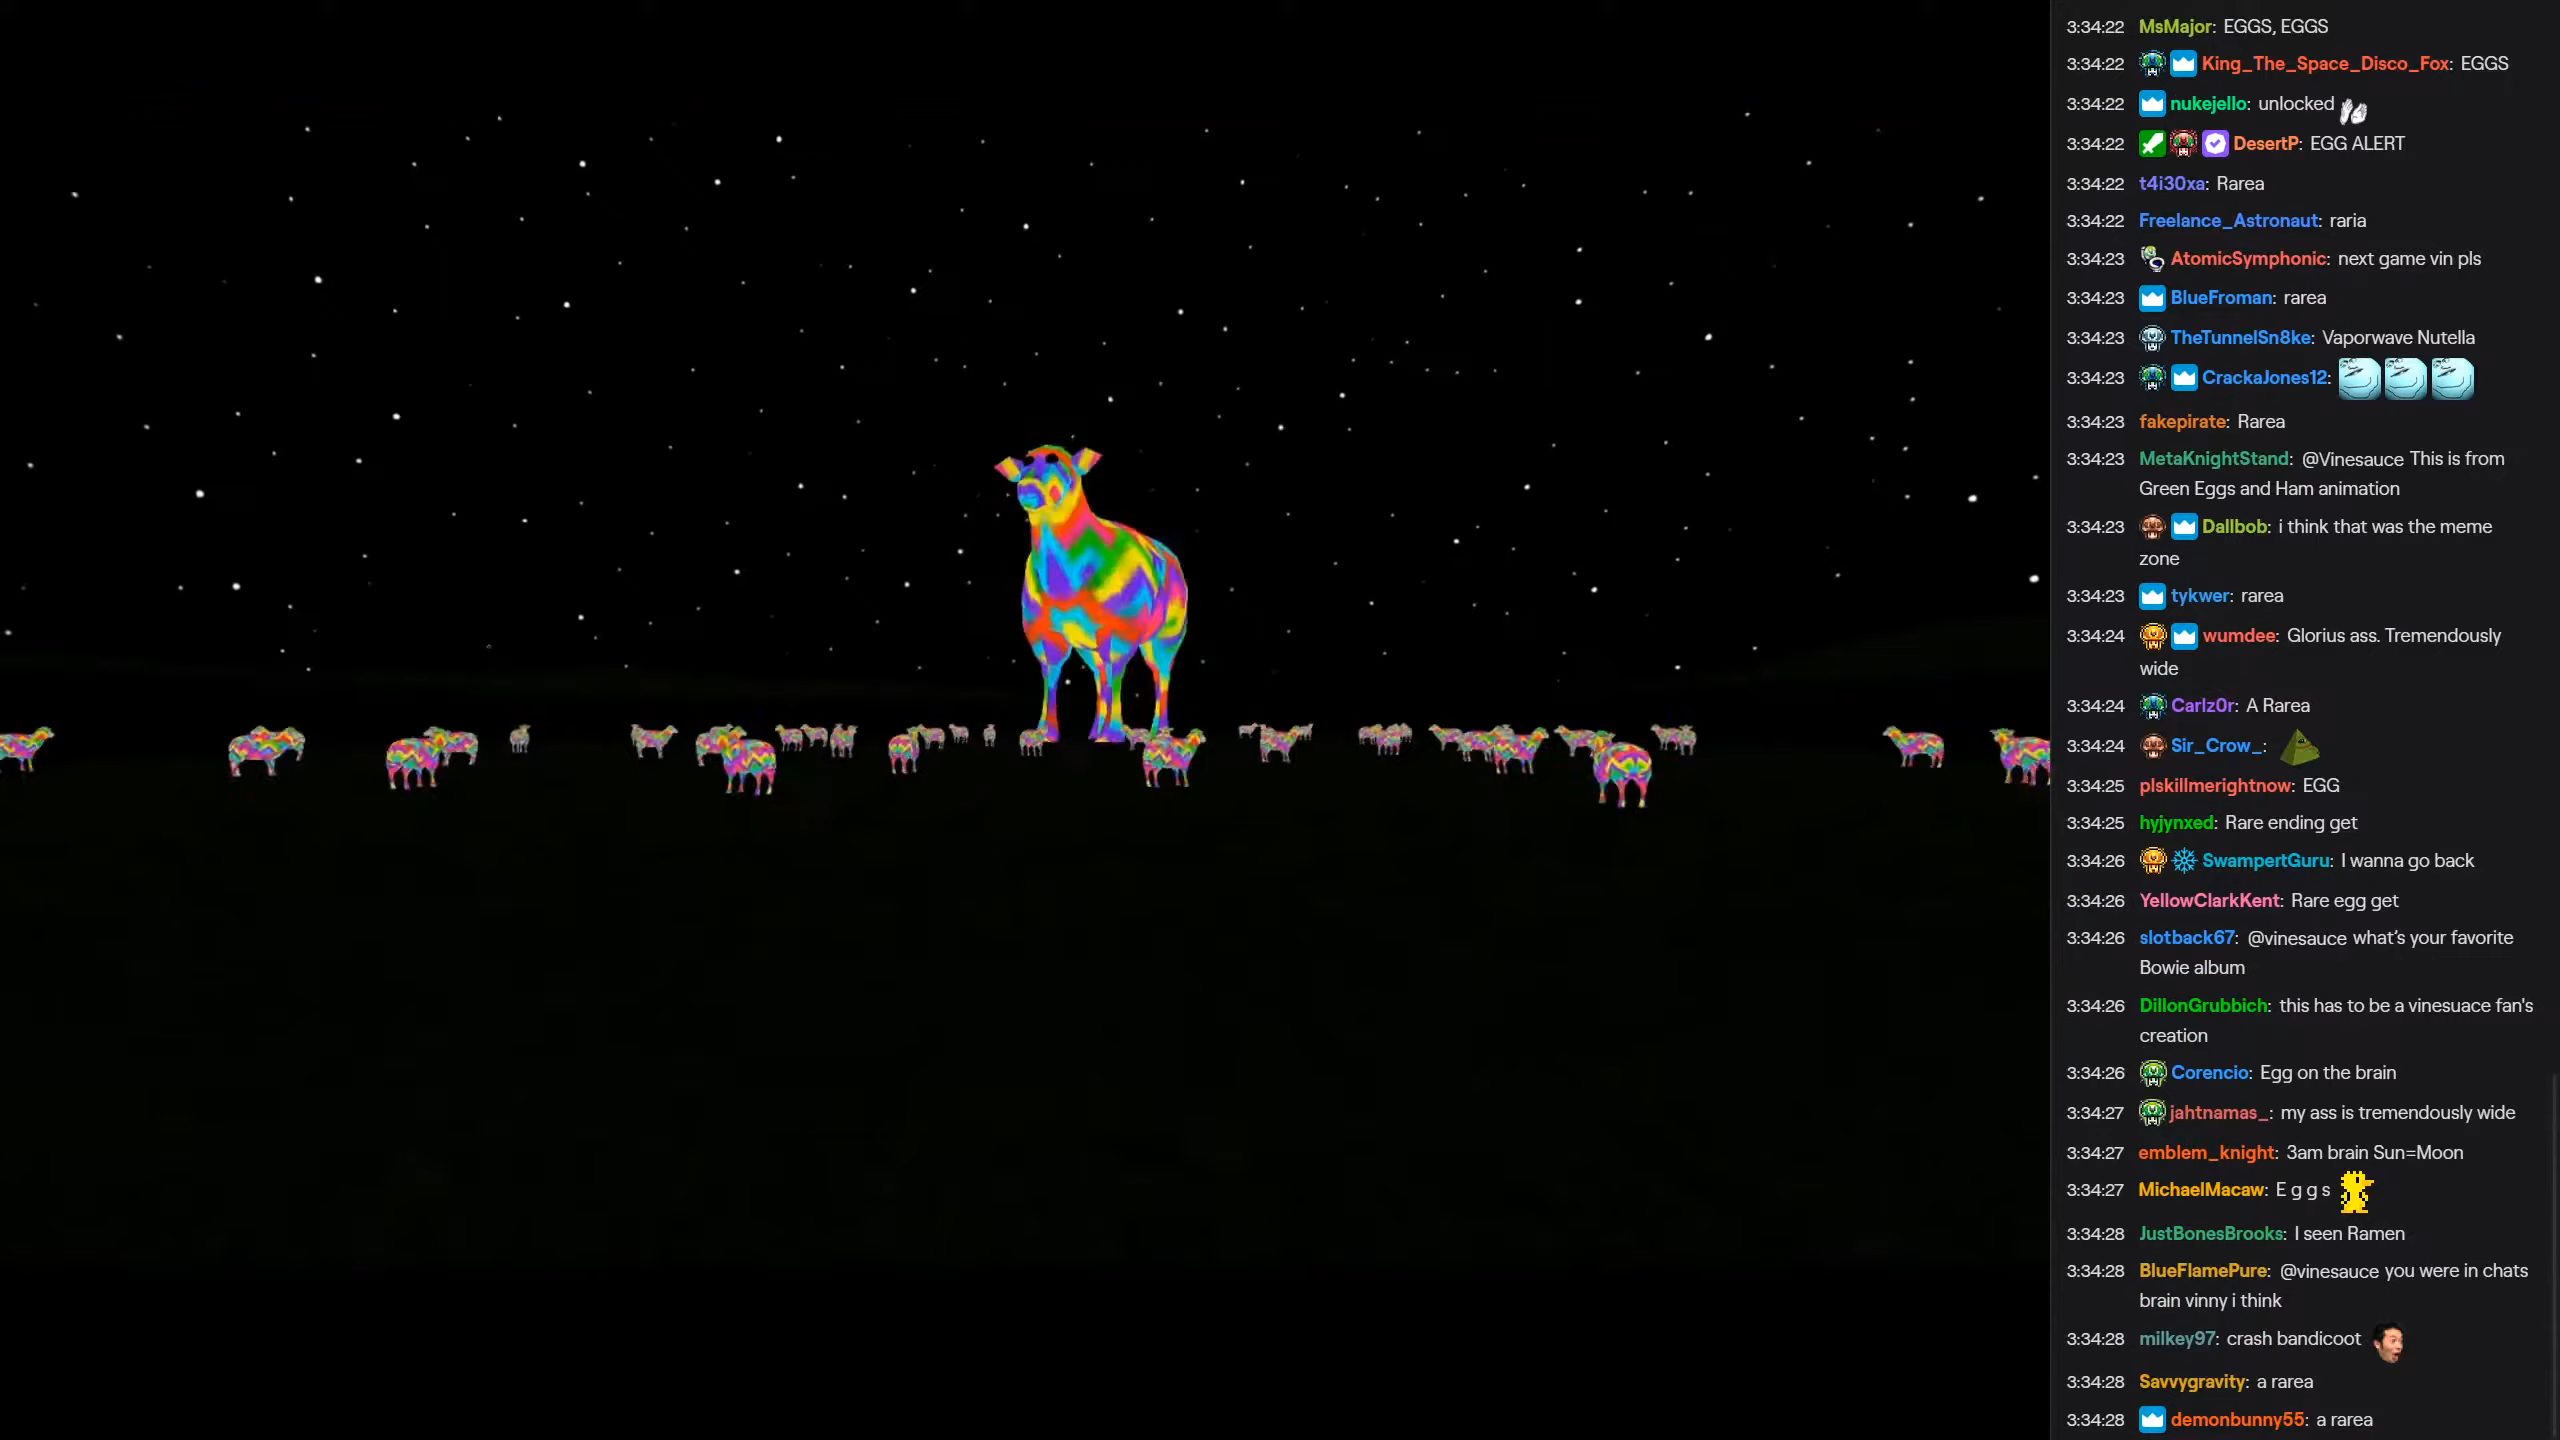 3:34:22 MsMajor: EGGS, EGGS
3:34:22 King_The_Space_Disco_Fox: EGGS
3:34:22 nukejello: unlocked
3:34:22 DesertP: EGG ALERT
3:34:22 t4i30xa: Rarea
3:34:22 Freelance_Astronaut: raria
3:34:23 AtomicSymphonic: next game vin pls
3:34:23 BlueFroman: rarea
3:34:23 TheTunnelSn8ke: Vaporwave Nutella
3:34:23 CrackaJones12:
3:34:23 fakepirate: Rarea
3:34:23 MetaKnightStand: @Vinesauce This is from
Green Eggs and Ham animation
3:34:23 Dallbob: i think that was the meme
zone
3:34:23 tykwer: rarea
3:34:24 wumdee: Glorius ass. Tremendously
wide
3:34:24 Carlz0r: A Rarea
3:34:24 Sir_Crow_:
3:34:25 plskillmerightnow: EGG
3:34:25 hyjynxed: Rare ending get
3:34:26 SwampertGuru: I wanna go back
3:34:26 YellowClarkKent: Rare egg get
3:34:26 slotback67: @vinesauce what's your favorite
Bowie album
3:34:26 DillonGrubbich: this has to be a vinesuace fan's
creation
3:34:26 Corencio: Egg on the brain
3:34:27 jahtnamas_: my ass is tremendously wide
3:34:27 emblem_knight: 3am brain Sun=Moon
3:34:27 MichaelMacaw: E g g s
3:34:28 JustBonesBrooks: I seen Ramen
3:34:28 BlueFlamePure: @vinesauce you were in chats
brain vinny i think
3:34:28 milkey97: crash bandicoot
3:34:28 Savvygravity: a rarea
3:34:28 demonbunny55: a rarea